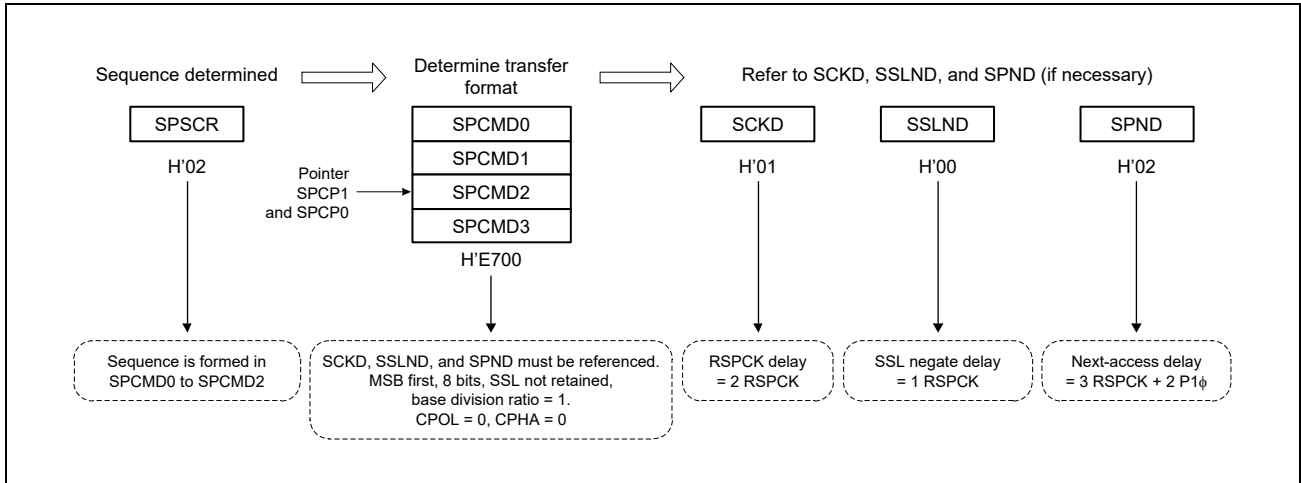 Sequence determined
Determine transfer
format
Refer to SCKD, SSLND, and SPND (if necessary)
SPSCR
H'02
Pointer
SPCP1
and SPCP0
SPCMD0
SPCMD1
SPCMD2
SPCMD3
H'E700
SCKD
H'01
SSLND
H'00
SPND
H'02
Sequence is formed in
SPCMD0 to SPCMD2
SCKD, SSLND, and SPND must be referenced.
MSB first, 8 bits, SSL not retained,
base division ratio = 1.
CPOL = 0, CPHA = 0
RSPCK delay
= 2 RSPCK
SSL negate delay
= 1 RSPCK
Next-access delay
= 3 RSPCK + 2 P1ϕ